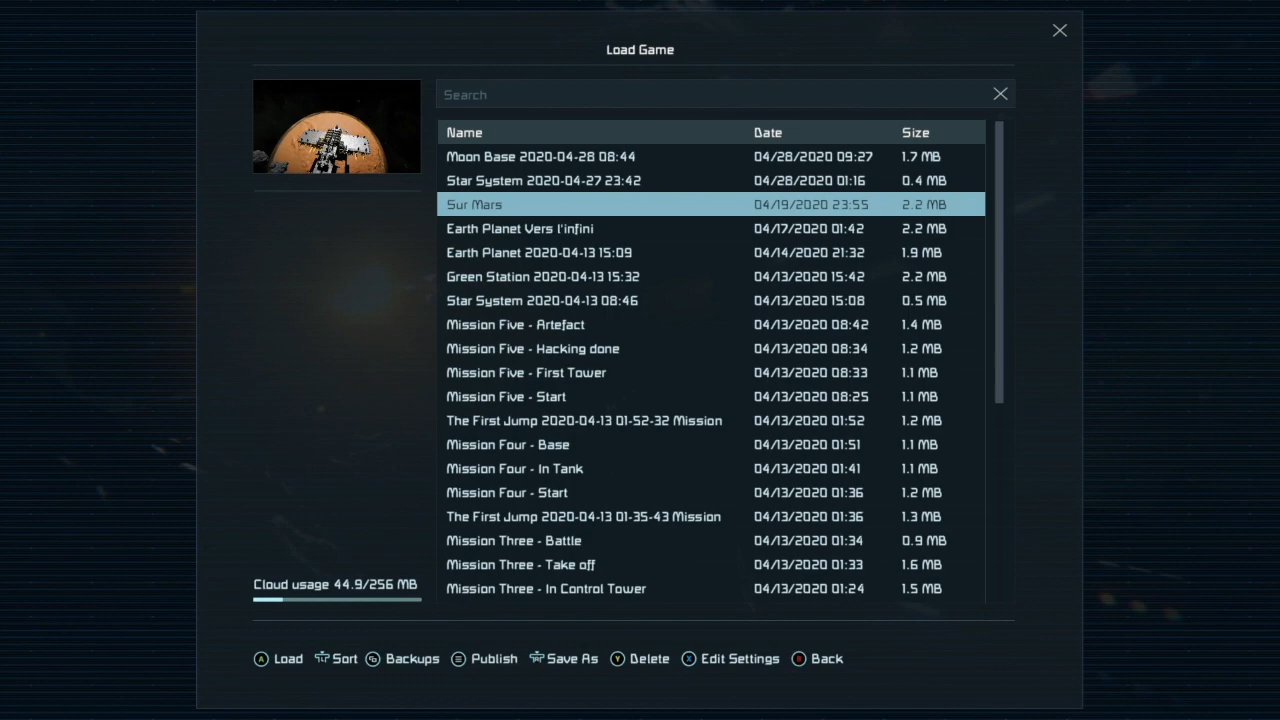 Load Game
Search
Name Date Size
Moon Base 2020-04-28 08:44 04/28/2020 09:27 1.7 MB
Star System 2020-04-27 23:42 04/28/2020 01:16 0.4 MB
Sur Mars 04/19/2020 23:55 2.2 MB
Earth Planet Vers l'infini 04/17/2020 01:42 2.2 MB
Earth Planet 2020-04-13 15:09 04/14/2020 21:32 1.9 MB
Green Station 2020-04-13 15:32 04/13/2020 15:42 2.2 MB
Star System 2020-04-13 08:46 04/13/2020 15:08 0.5 MB
Mission Five - Artefact 04/13/2020 08:42 1.4 MB
Mission Five - Hacking done 04/13/2020 08:34 1.2 MB
Mission Five - First Tower 04/13/2020 08:33 1.1 MB
Mission Five - Start 04/13/2020 08:25 1.1 MB
The First Jump 2020-04-13 01-52-32 Mission 04/13/2020 01:52 1.2 MB
Mission Four - Base 04/13/2020 01:51 1.1 MB
Mission Four - In Tank 04/13/2020 01:41 1.1 MB
Mission Four - Start 04/13/2020 01:36 1.2 MB
The First Jump 2020-04-13 01-35-43 Mission 04/13/2020 01:36 1.3 MB
Mission Three - Battle 04/13/2020 01:34 0.9 MB
Mission Three - Take off 04/13/2020 01:33 1.6 MB
Mission Three - In Control Tower 04/13/2020 01:24 1.5 MB
Cloud usage 44.9/256 MB
A Load Sort Backups Publish Save As Y Delete X Edit Settings B Back